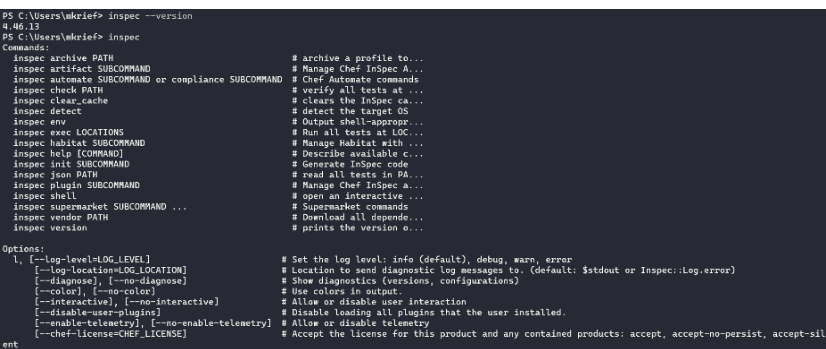 PS C:\Users\mkrief> inspec --version
4.46.13
PS C:\Users\mkrief> inspec
Commands:
  inspec archive PATH                                      # archive a profile to...
  inspec artifact SUBCOMMAND                               # Manage Chef InSpec A...
  inspec automate SUBCOMMAND or compliance SUBCOMMAND  # Chef Automate commands
  inspec check PATH                                        # verify all tests at ...
  inspec clear_cache                                       # clears the InSpec ca...
  inspec detect                                            # detect the target OS
  inspec env                                               # Output shell-appropr...
  inspec exec LOCATIONS                                    # Run all tests at LOC...
  inspec habitat SUBCOMMAND                                # Manage Habitat with ...
  inspec help [COMMAND]                                    # Describe available c...
  inspec init SUBCOMMAND                                   # Generate InSpec code
  inspec json PATH                                         # read all tests in PA...
  inspec plugin SUBCOMMAND                                 # Manage Chef InSpec a...
  inspec shell                                             # open an interactive ...
  inspec supermarket SUBCOMMAND ...                        # Supermarket commands
  inspec vendor PATH                                       # Download all depende...
  inspec version                                           # prints the version o...
Options:
  l, [--log-level=LOG_LEVEL]                         # Set the log level: info (default), debug, warn, error
      [--log-location=LOG_LOCATION]                  # Location to send diagnostic log messages to. (default: $stdout or Inspec::Log.error)
      [--diagnose], [--no-diagnose]                  # Show diagnostics (versions, configurations)
      [--color], [--no-color]                        # Use colors in output.
      [--interactive], [--no-interactive]            # Allow or disable user interaction
      [--disable-user-plugins]                       # Disable loading all plugins that the user installed.
      [--enable-telemetry], [--no-enable-telemetry]  # Allow or disable telemetry
      [--chef-license=CHEF_LICENSE]                  # Accept the license for this product and any contained products: accept, accept-no-persist, accept-sil
ent